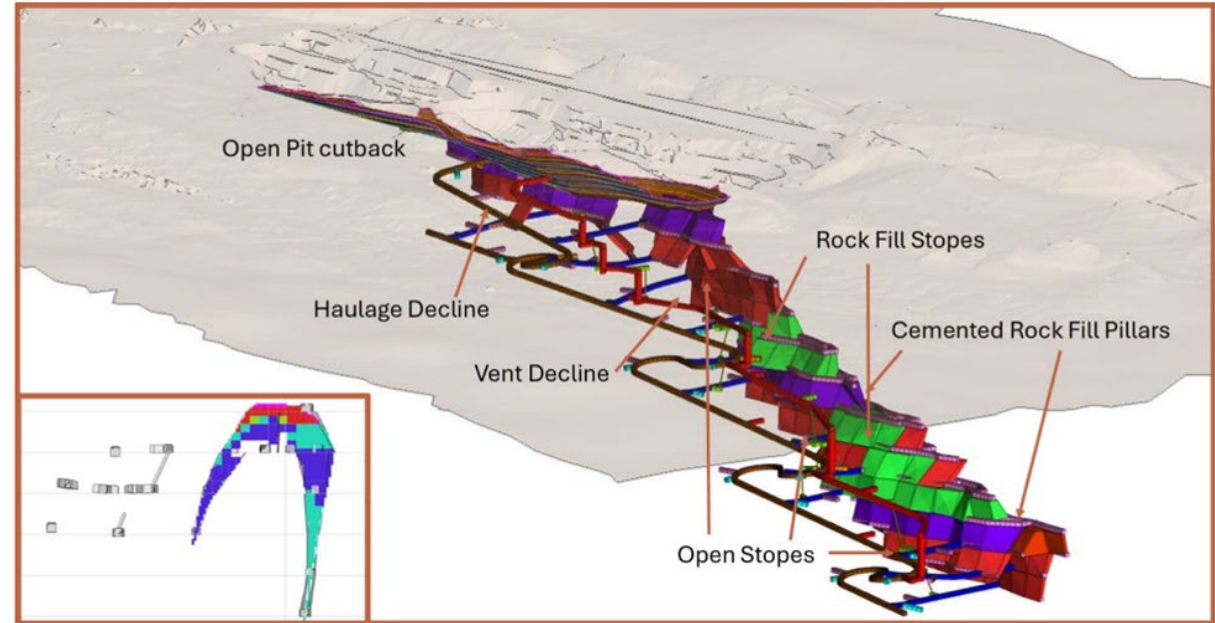 Open Pit cutback
Rock Fill Stopes
Haulage Decline
Cemented Rock Fill Pillars
Vent Decline
Open Stopes